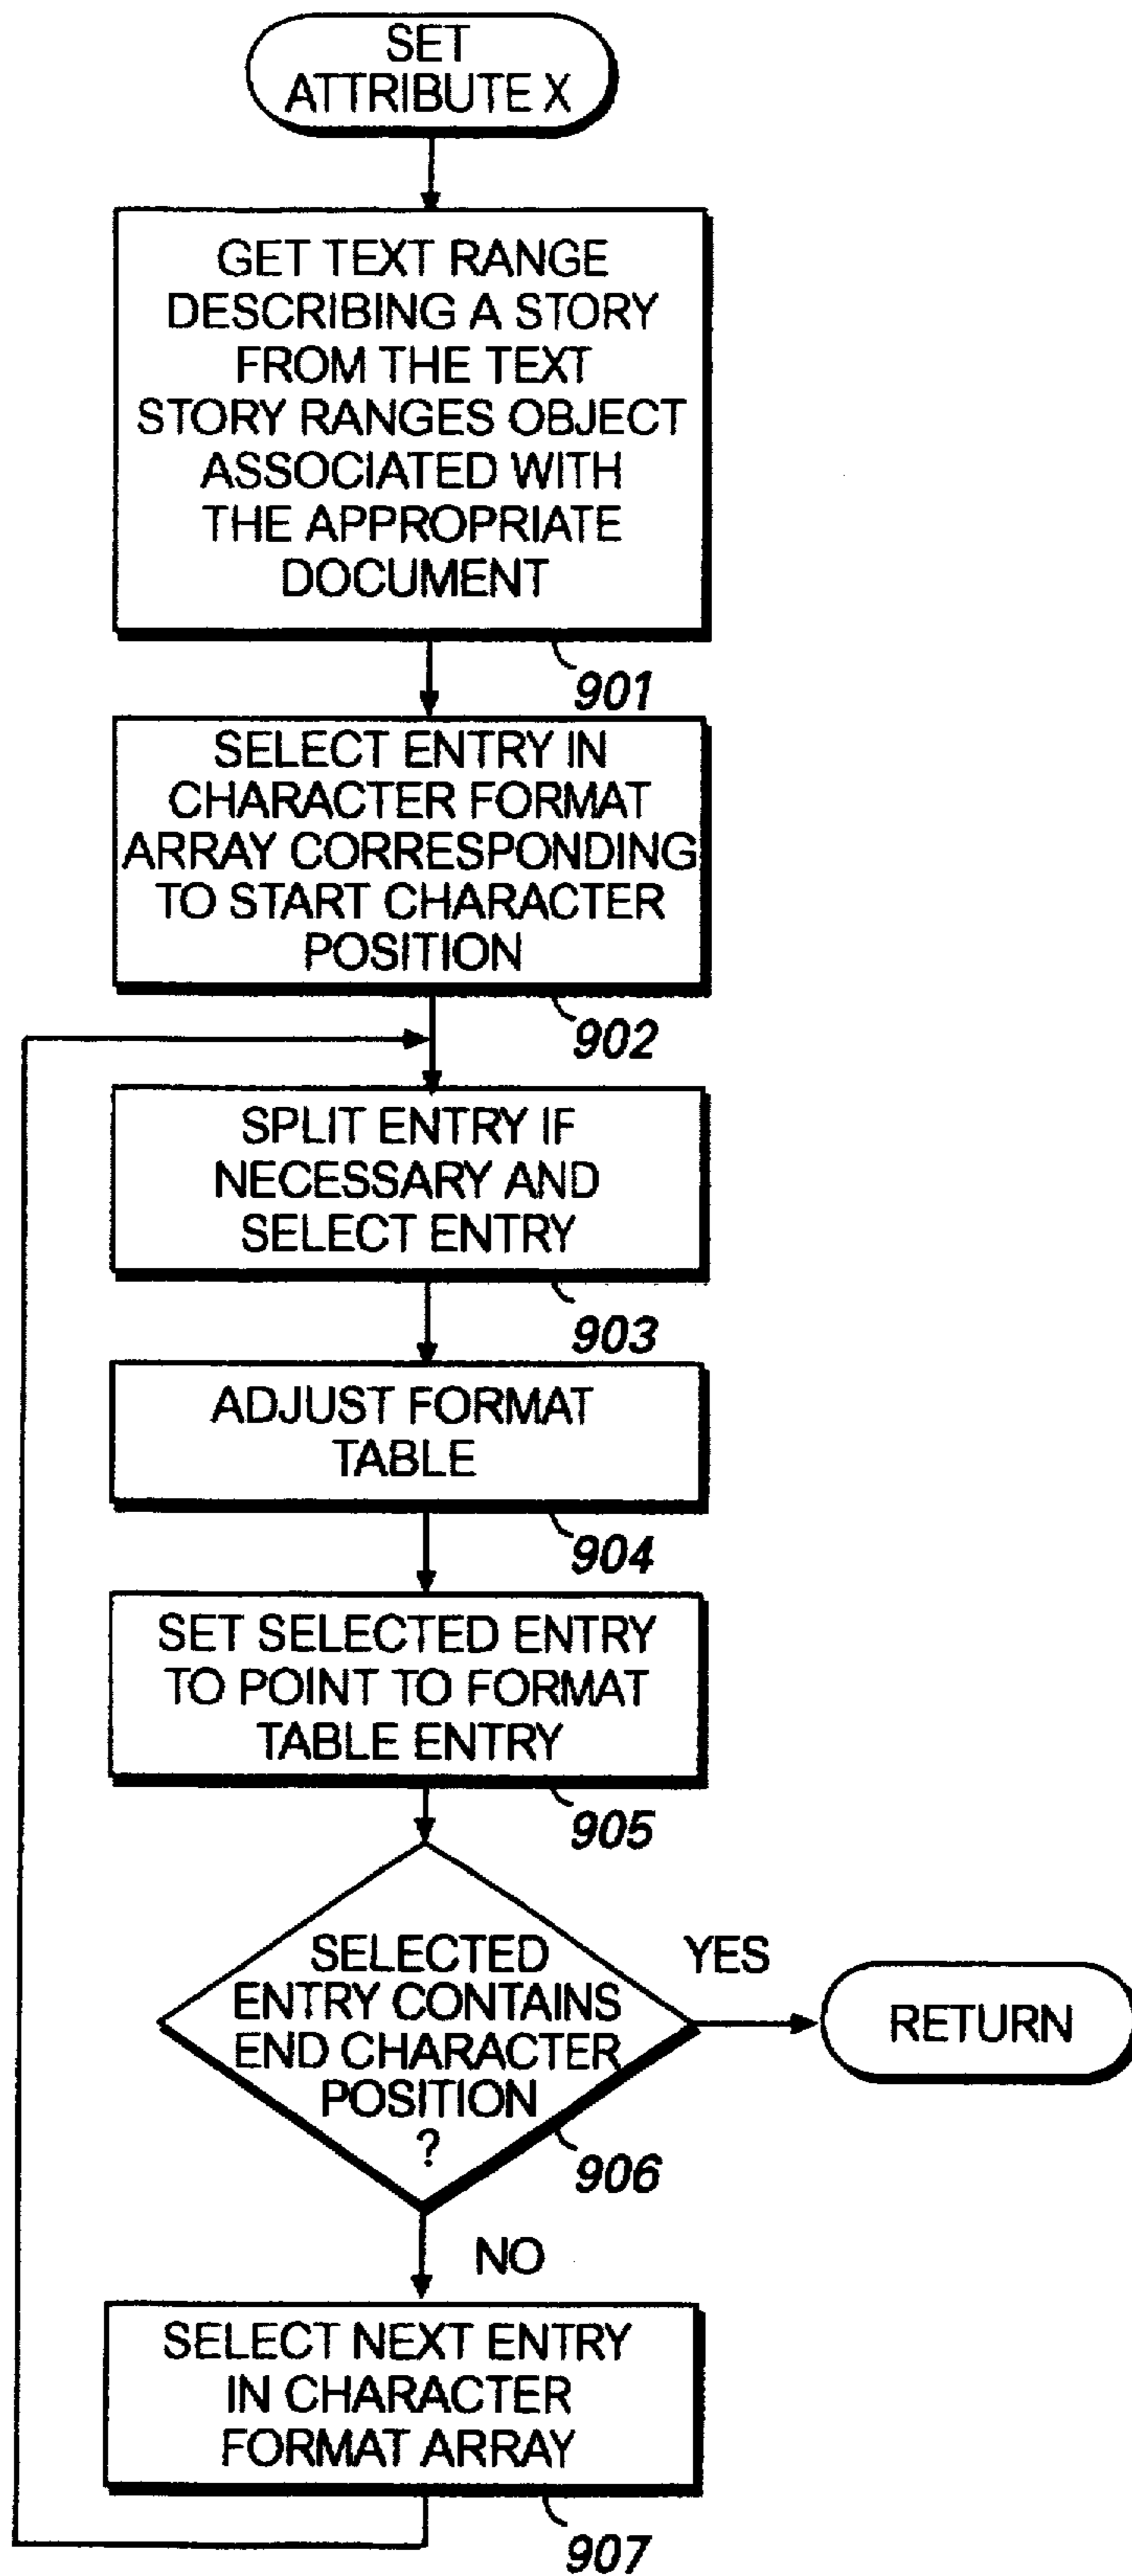 SET
ATTRIBUTE X
GET TEXT RANGE
DESCRIBING A STORY
FROM THE TEXT
STORY RANGES OBJECT
ASSOCIATED WITH
THE APPROPRIATE
DOCUMENT
901
SELECT ENTRY IN
CHARACTER FORMAT
ARRAY CORRESPONDING
TO START CHARACTER
POSITION
902
SPLIT ENTRY IF
NECESSARY AND
SELECT ENTRY
903
ADJUST FORMAT
TABLE
904
SET SELECTED ENTRY
TO POINT TO FORMAT
TABLE ENTRY
905
SELECTED
ENTRY CONTAINS
END CHARACTER
POSITION
?
906
YES
RETURN
NO
SELECT NEXT ENTRY
IN CHARACTER
FORMAT ARRAY
907